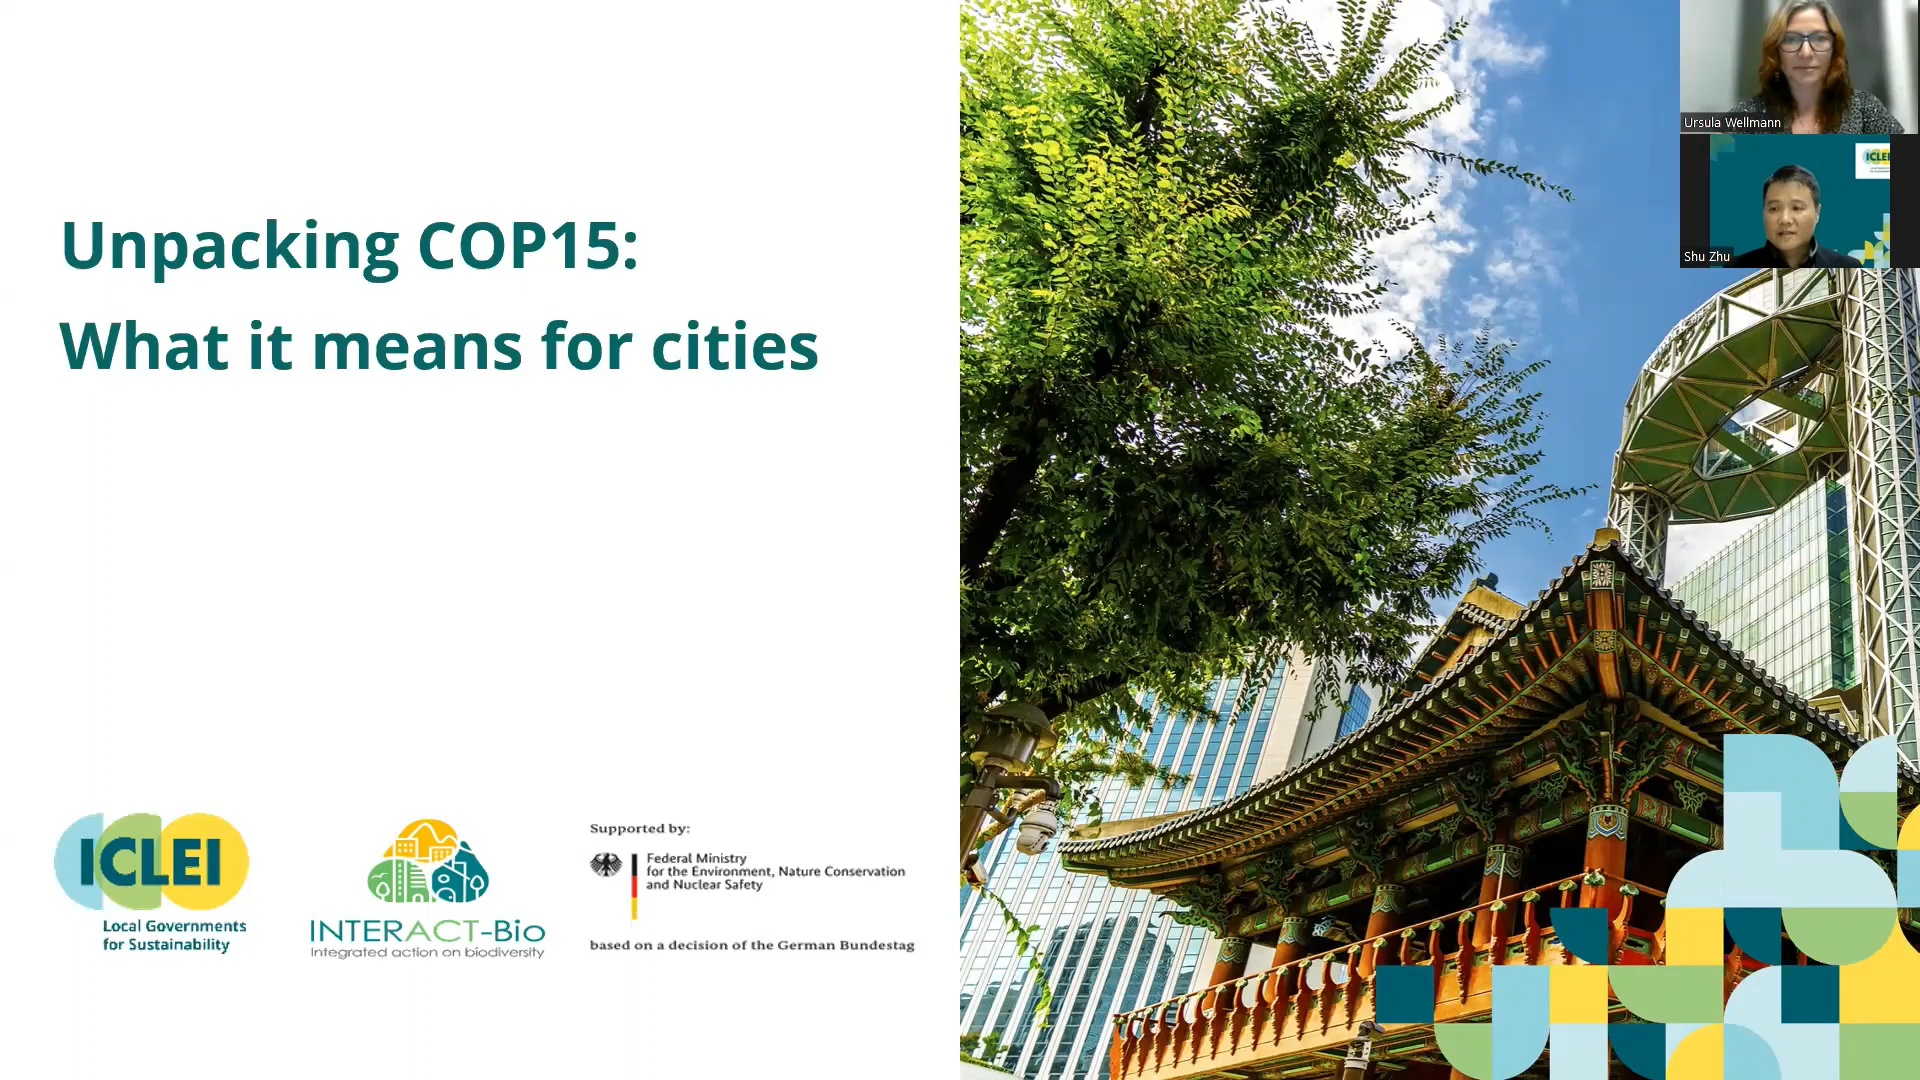 Unpacking COP15:
What it means for cities
ICLEI
Local Governments
for Sustainability
INTERACT-Bio
Integrated action on biodiversity
Supported by:
Federal Ministry
for the Environment, Nature Conservation
and Nuclear Safety
based on a decision of the German Bundestag
Ursula Wellmann
ICLEI
Shu Zhu